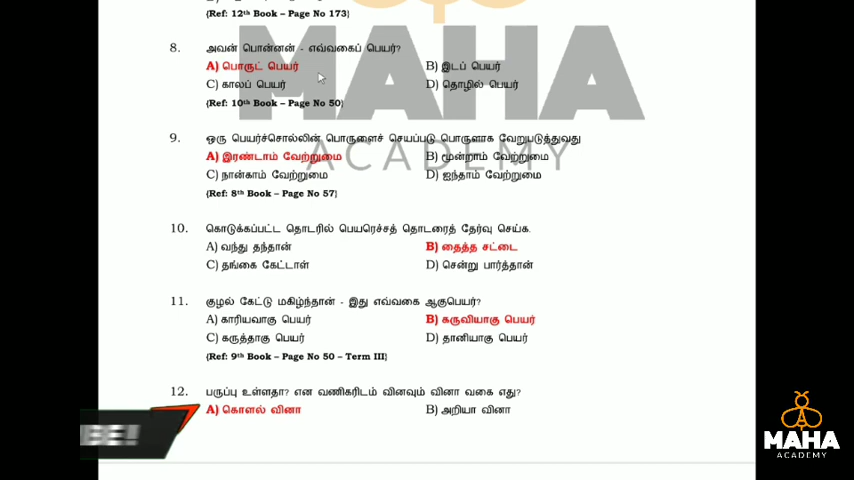 {Ref: 12th Book – Page No 173}
8. அவன் பொன்னன் - எவ்வகைப் பெயர்?
A) பொருட் பெயர் B) இடப் பெயர்
C) காலப் பெயர் D) தொழில் பெயர்
{Ref: 10th Book – Page No 50}
9. ஒரு பெயர்ச்சொல்லின் பொருளைச் செயப்படு பொருளாக வேறுபடுத்துவது
A) இரண்டாம் வேற்றுமை B) மூன்றாம் வேற்றுமை
C) நான்காம் வேற்றுமை D) ஐந்தாம் வேற்றுமை
{Ref: 8th Book – Page No 57}
10. கொடுக்கப்பட்ட தொடரில் பெயரெச்சத் தொடரைத் தேர்வு செய்க.
A) வந்து தந்தான் B) தைத்த சட்டை
C) தங்கை கேட்டாள் D) சென்று பார்த்தான்
11. குழல் கேட்டு மகிழ்ந்தான் - இது எவ்வகை ஆகுபெயர்?
A) காரியவாகு பெயர் B) கருவியாகு பெயர்
C) கருத்தாகு பெயர் D) தானியாகு பெயர்
{Ref: 9th Book – Page No 50 – Term III}
12. பருப்பு உள்ளதா? என வணிகரிடம் வினவும் வினா வகை எது?
A) கொளல் வினா B) அறியா வினா
MAHA
ACADEMY
MAHA
ACADEMY